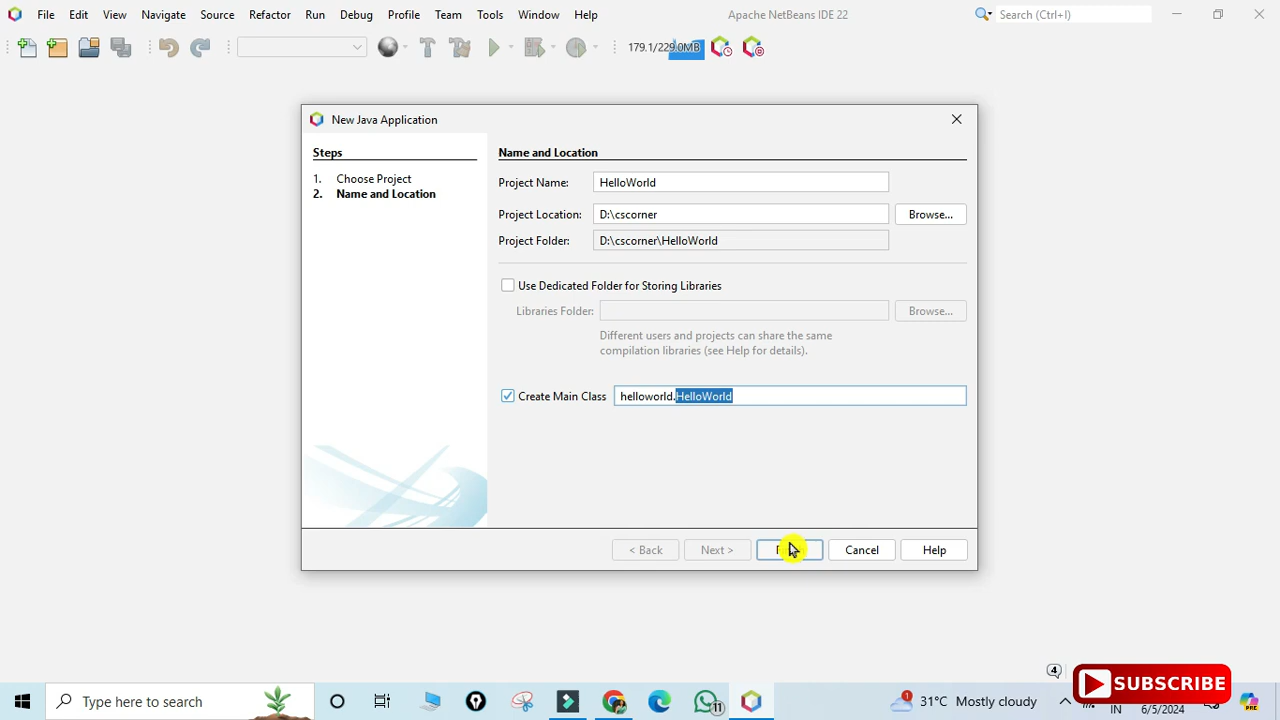 File Edit View Navigate Source Refactor Run Debug Profile Team Tools Window Help
Apache NetBeans IDE 22
Search (Ctrl+I)
179.1/229.0MB
New Java Application
Steps
1. Choose Project
2. Name and Location
Name and Location
Project Name: HelloWorld
Project Location: D:\cscorner Browse...
Project Folder: D:\cscorner\HelloWorld
Use Dedicated Folder for Storing Libraries
Libraries Folder: Browse...
Different users and projects can share the same
compilation libraries (see Help for details).
Create Main Class helloworld.HelloWorld
< Back Next > Cancel Help
4
SUBSCRIBE
Type here to search
11
1
31°C Mostly cloudy
IN
6/5/2024
PRE